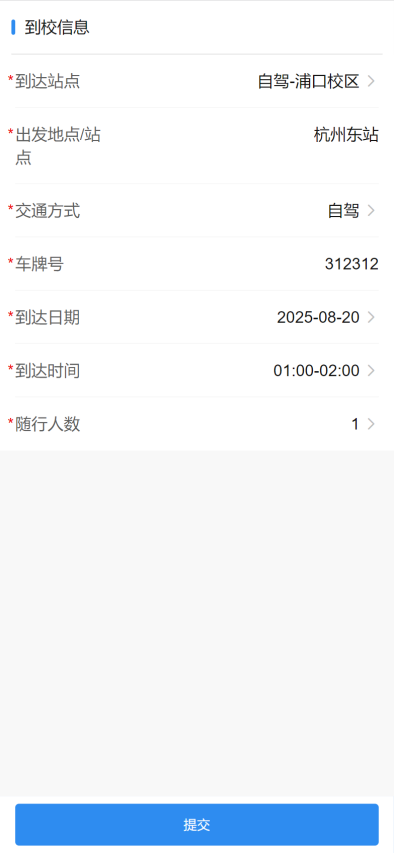 到校信息
*到达站点 自驾-浦口校区
*出发地点/站 杭州东站
点
*交通方式 自驾
*车牌号 312312
*到达日期 2025-08-20
*到达时间 01:00-02:00
*随行人数 1
提交